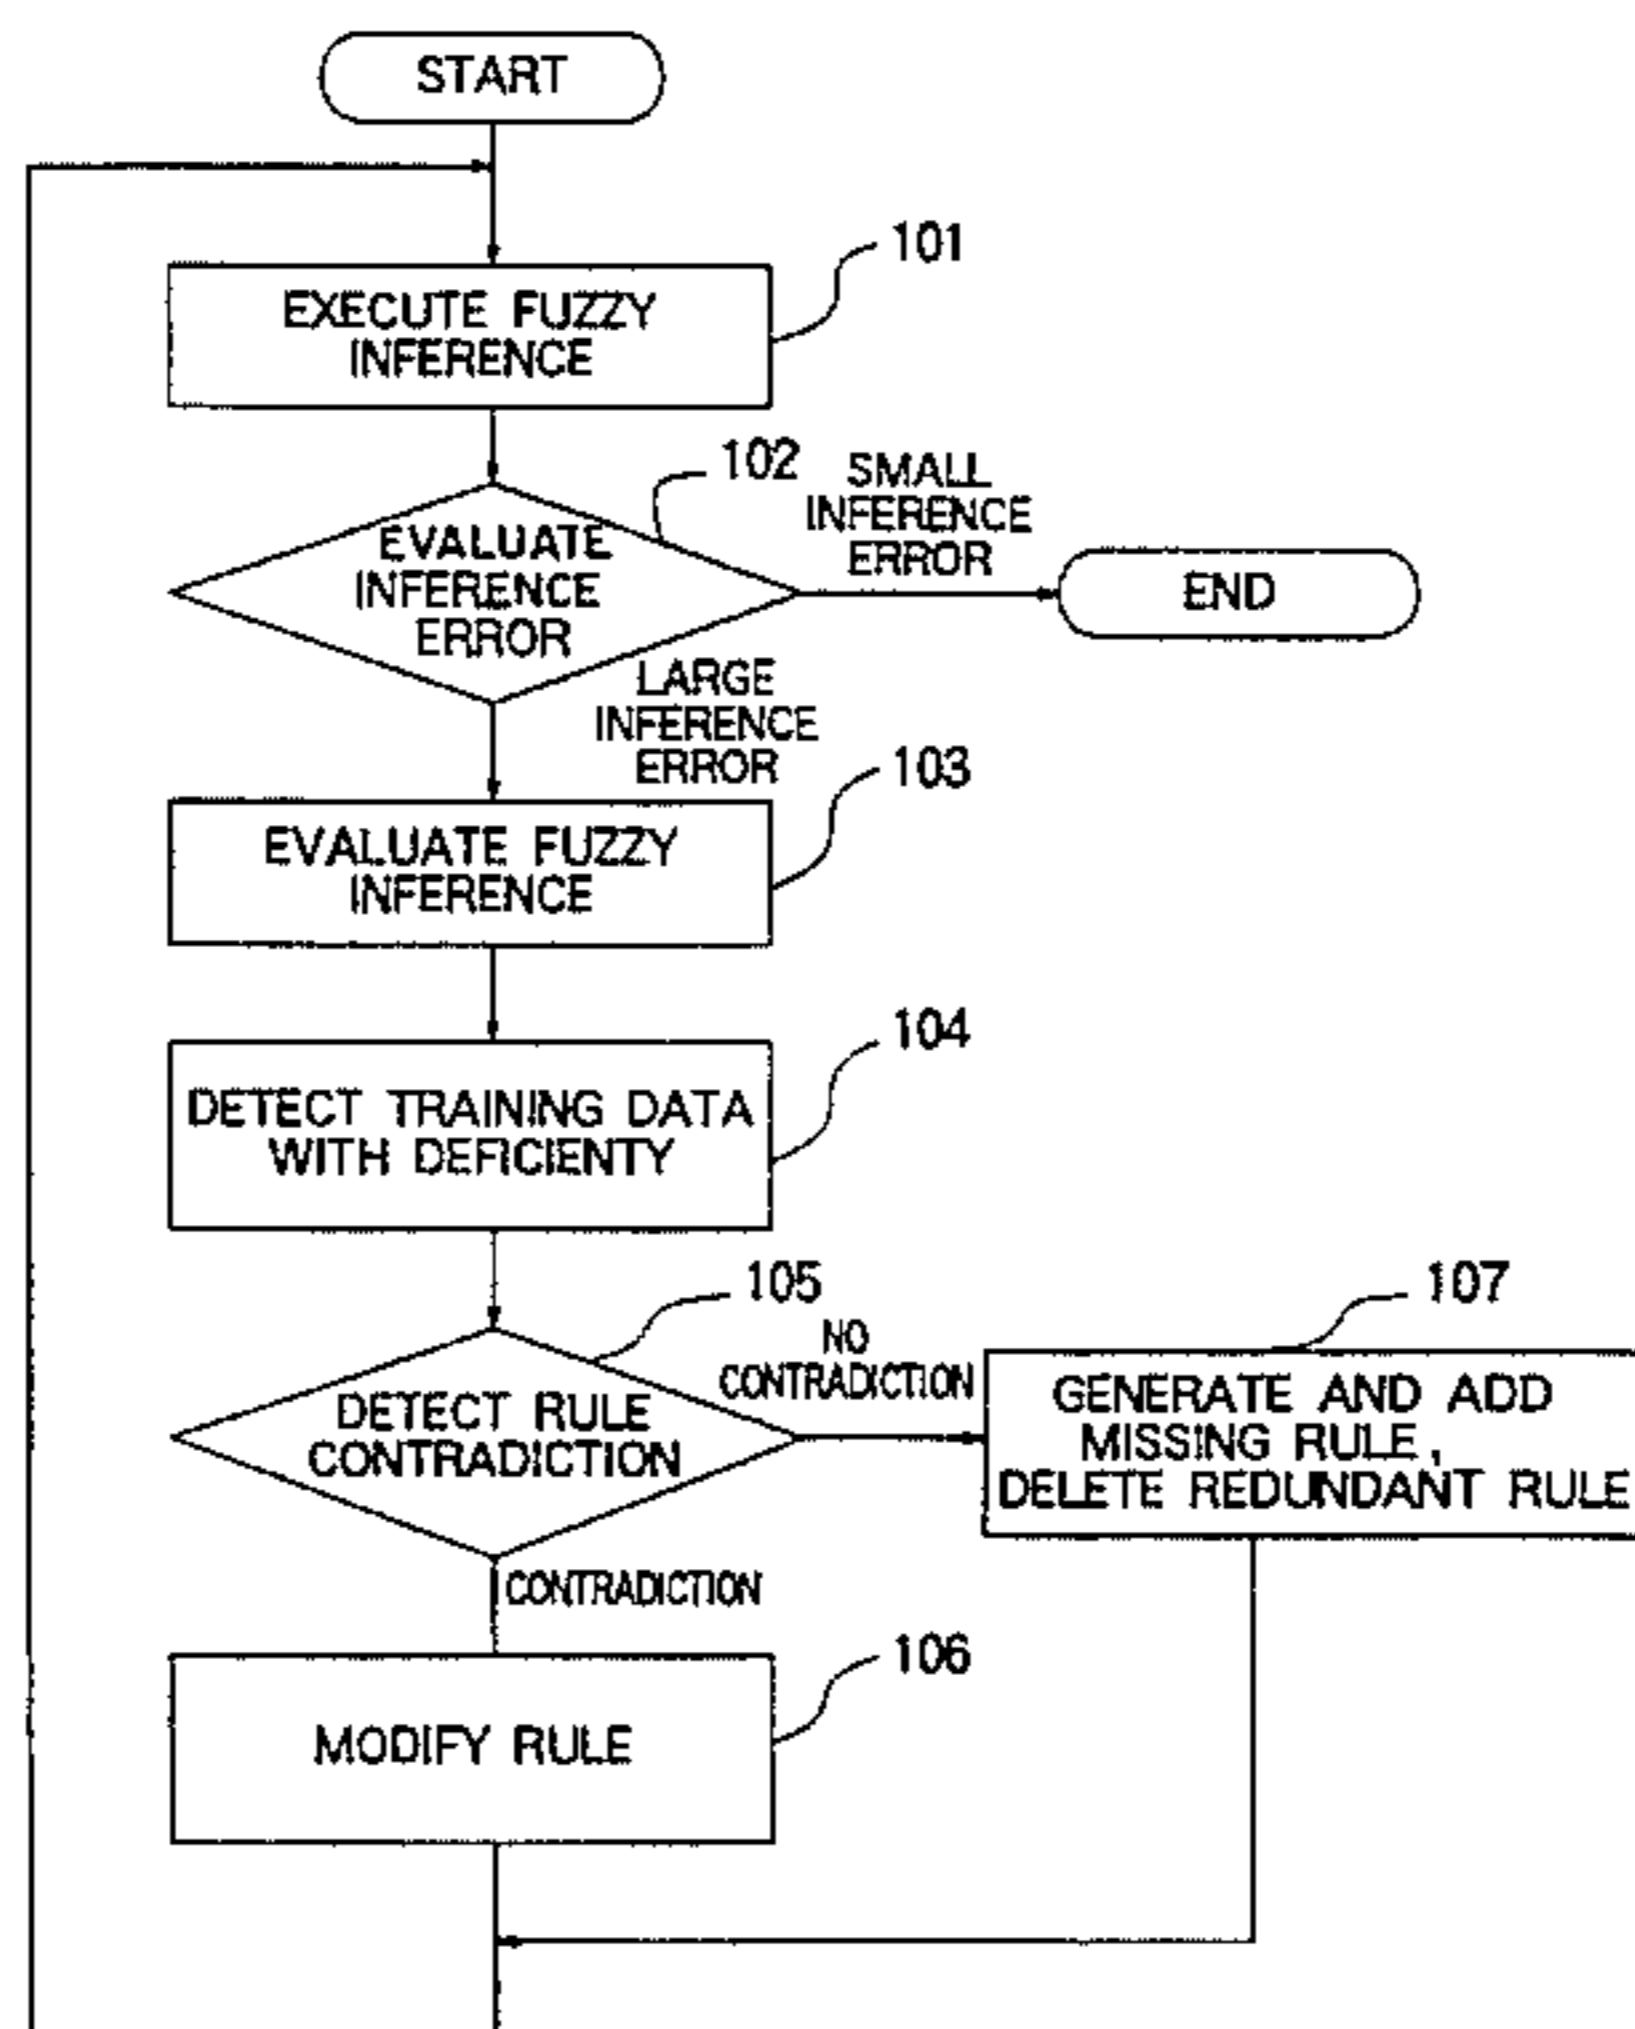 START
101
EXECUTE FUZZY
INFERENCE
102
SMALL
INFERENCE
ERROR
EVALUATE
INFERENCE
ERROR
END
LARGE
INFERENCE
ERROR
103
EVALUATE FUZZY
INFERENCE
104
DETECT TRAINING DATA
WITH DEFICIENTY
105
NO
CONTRADICTION
107
DETECT RULE
CONTRADICTION
GENERATE AND ADD
MISSING RULE,
DELETE REDUNDANT RULE
CONTRADICTION
106
MODIFY RULE